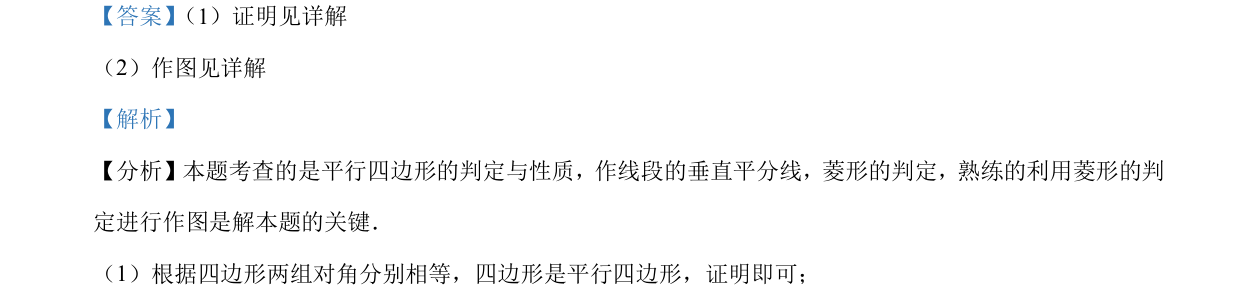 【答案】（1）证明见详解
（2）作图见详解
【解析】
【分析】本题考查的是平行四边形的判定与性质，作线段的垂直平分线，菱形的判定，熟练的利用菱形的判
定进行作图是解本题的关键．
（1）根据四边形两组对角分别相等，四边形是平行四边形，证明即可；